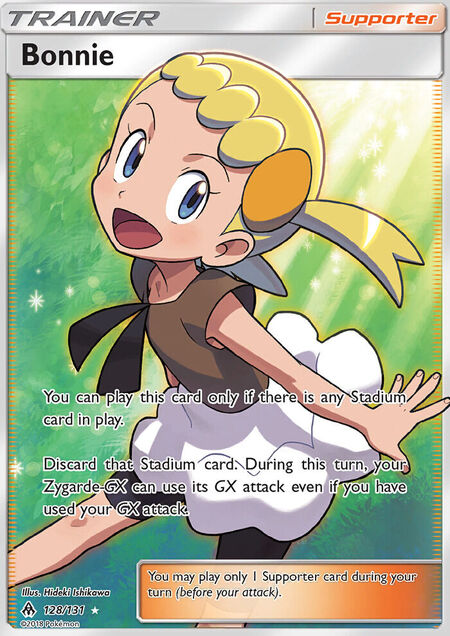 TRAINER
Supporter
Bonnie
You can play this card only if there is any Stadium
card in play.
Discard that Stadium card. During this turn, your
Zygarde-GX can use its GX attack even if you have
used your GX attack.
Illus. Hideki Ishikawa
128/131 ★
©2018 Pokémon
You may play only 1 Supporter card during your
turn (before your attack).